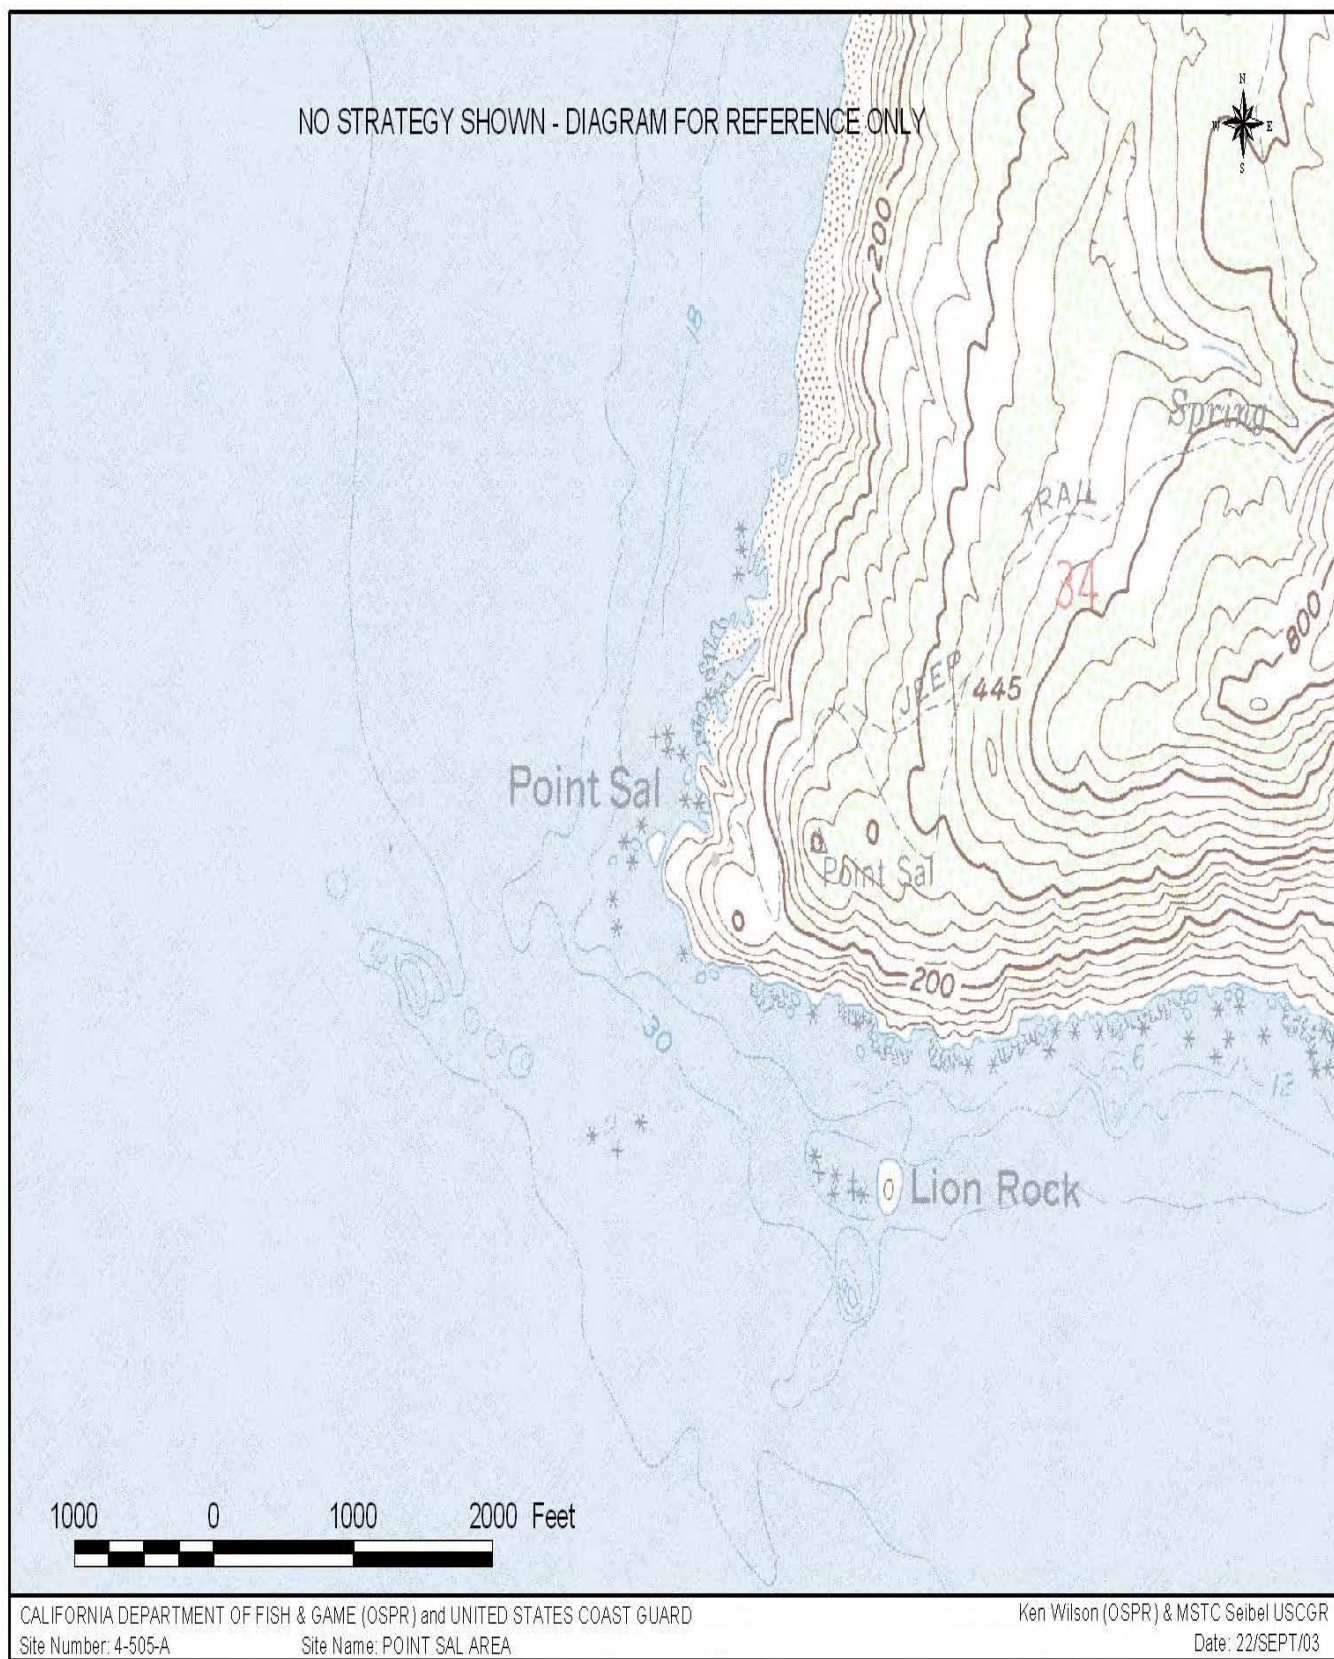 NO STRATEGY SHOWN - DIAGRAM FOR REFERENCE ONLY
N
W E
S
200
18
Spring
TRAIL
34
800
JEEP
445
Point Sal
Point Sal
200
30
6
12
Lion Rock
1000 0 1000 2000 Feet
CALIFORNIA DEPARTMENT OF FISH & GAME (OSPR) and UNITED STATES COAST GUARD
Ken Wilson (OSPR) & MSTC Seibel USCGR
Site Number: 4-505-A Site Name: POINT SAL AREA
Date: 22/SEPT/03